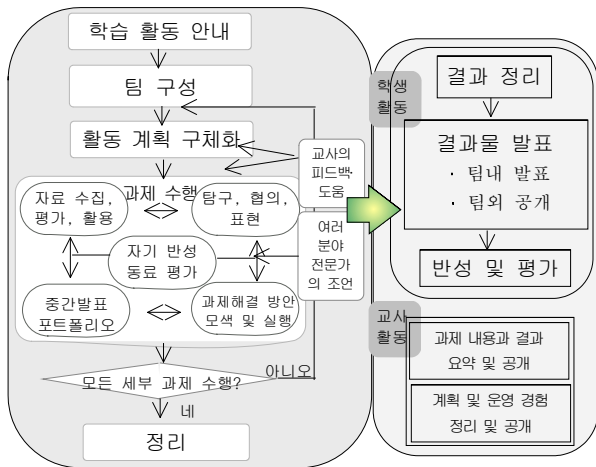 학습 활동 안내
팀 구성
활동 계획 구체화
교사의
피드백·
도움
과제 수행
자료 수집,
평가, 활용
탐구, 협의,
표현
여러
분야
전문가
의 조언
자기 반성
동료 평가
중간발표
포트폴리오
과제해결 방안
모색 및 실행
모든 세부 과제 수행?
아니오
네
정리
학생
활동
결과 정리
결과물 발표
· 팀내 발표
· 팀외 공개
반성 및 평가
교사
활동
과제 내용과 결과
요약 및 공개
계획 및 운영 경험
정리 및 공개